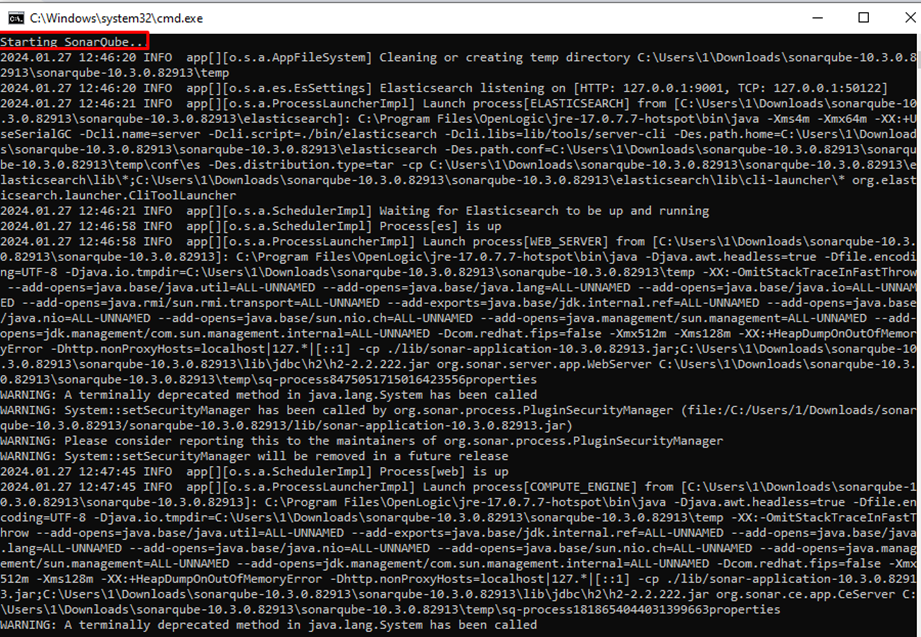 C:\Windows\system32\cmd.exe
Starting SonarQube...
2024.01.27 12:46:20 INFO  app[][o.s.a.AppFileSystem] Cleaning or creating temp directory C:\Users\1\Downloads\sonarqube-10.3.0.8
2913\sonarqube-10.3.0.82913\temp
2024.01.27 12:46:20 INFO  app[][o.s.a.es.EsSettings] Elasticsearch listening on [HTTP: 127.0.0.1:9001, TCP: 127.0.0.1:50122]
2024.01.27 12:46:21 INFO  app[][o.s.a.ProcessLauncherImpl] Launch process[ELASTICSEARCH] from [C:\Users\1\Downloads\sonarqube-10
.3.0.82913\sonarqube-10.3.0.82913\elasticsearch]: C:\Program Files\OpenLogic\jre-17.0.7.7-hotspot\bin\java -Xms4m -Xmx64m -XX:+U
seSerialGC -Dcli.name=server -Dcli.script=./bin/elasticsearch -Dcli.libs=lib/tools/server-cli -Des.path.home=C:\Users\1\Download
s\sonarqube-10.3.0.82913\sonarqube-10.3.0.82913\elasticsearch -Des.path.conf=C:\Users\1\Downloads\sonarqube-10.3.0.82913\sonarqu
be-10.3.0.82913\temp\conf\es -Des.distribution.type=tar -cp C:\Users\1\Downloads\sonarqube-10.3.0.82913\sonarqube-10.3.0.82913\e
lasticsearch\lib\*;C:\Users\1\Downloads\sonarqube-10.3.0.82913\sonarqube-10.3.0.82913\elasticsearch\lib\cli-launcher\* org.elast
icsearch.launcher.CliToolLauncher
2024.01.27 12:46:21 INFO  app[][o.s.a.SchedulerImpl] Waiting for Elasticsearch to be up and running
2024.01.27 12:46:58 INFO  app[][o.s.a.SchedulerImpl] Process[es] is up
2024.01.27 12:46:58 INFO  app[][o.s.a.ProcessLauncherImpl] Launch process[WEB_SERVER] from [C:\Users\1\Downloads\sonarqube-10.3.
0.82913\sonarqube-10.3.0.82913]: C:\Program Files\OpenLogic\jre-17.0.7.7-hotspot\bin\java -Djava.awt.headless=true -Dfile.encodi
ng=UTF-8 -Djava.io.tmpdir=C:\Users\1\Downloads\sonarqube-10.3.0.82913\sonarqube-10.3.0.82913\temp -XX:-OmitStackTraceInFastThrow
 --add-opens=java.base/java.util=ALL-UNNAMED --add-opens=java.base/java.lang=ALL-UNNAMED --add-opens=java.base/java.io=ALL-UNNAM
ED --add-opens=java.rmi/sun.rmi.transport=ALL-UNNAMED --add-exports=java.base/jdk.internal.ref=ALL-UNNAMED --add-opens=java.base
/java.nio=ALL-UNNAMED --add-opens=java.base/sun.nio.ch=ALL-UNNAMED --add-opens=java.management/sun.management=ALL-UNNAMED --add-
opens=jdk.management/com.sun.management.internal=ALL-UNNAMED -Dcom.redhat.fips=false -Xmx512m -Xms128m -XX:+HeapDumpOnOutOfMemor
yError -Dhttp.nonProxyHosts=localhost|127.*|[::1] -cp ./lib/sonar-application-10.3.0.82913.jar;C:\Users\1\Downloads\sonarqube-10
.3.0.82913\sonarqube-10.3.0.82913\lib\jdbc\h2\h2-2.2.222.jar org.sonar.server.app.WebServer C:\Users\1\Downloads\sonarqube-10.3.
0.82913\sonarqube-10.3.0.82913\temp\sq-process8475051715016423556properties
WARNING: A terminally deprecated method in java.lang.System has been called
WARNING: System::setSecurityManager has been called by org.sonar.process.PluginSecurityManager (file:/C:/Users/1/Downloads/sonar
qube-10.3.0.82913/sonarqube-10.3.0.82913/lib/sonar-application-10.3.0.82913.jar)
WARNING: Please consider reporting this to the maintainers of org.sonar.process.PluginSecurityManager
WARNING: System::setSecurityManager will be removed in a future release
2024.01.27 12:47:45 INFO  app[][o.s.a.SchedulerImpl] Process[web] is up
2024.01.27 12:47:45 INFO  app[][o.s.a.ProcessLauncherImpl] Launch process[COMPUTE_ENGINE] from [C:\Users\1\Downloads\sonarqube-1
0.3.0.82913\sonarqube-10.3.0.82913]: C:\Program Files\OpenLogic\jre-17.0.7.7-hotspot\bin\java -Djava.awt.headless=true -Dfile.en
coding=UTF-8 -Djava.io.tmpdir=C:\Users\1\Downloads\sonarqube-10.3.0.82913\sonarqube-10.3.0.82913\temp -XX:-OmitStackTraceInFastT
hrow --add-opens=java.base/java.util=ALL-UNNAMED --add-exports=java.base/jdk.internal.ref=ALL-UNNAMED --add-opens=java.base/java
.lang=ALL-UNNAMED --add-opens=java.base/java.nio=ALL-UNNAMED --add-opens=java.base/sun.nio.ch=ALL-UNNAMED --add-opens=java.manag
ement/sun.management=ALL-UNNAMED --add-opens=jdk.management/com.sun.management.internal=ALL-UNNAMED -Dcom.redhat.fips=false -Xmx
512m -Xms128m -XX:+HeapDumpOnOutOfMemoryError -Dhttp.nonProxyHosts=localhost|127.*|[::1] -cp ./lib/sonar-application-10.3.0.8291
3.jar;C:\Users\1\Downloads\sonarqube-10.3.0.82913\sonarqube-10.3.0.82913\lib\jdbc\h2\h2-2.2.222.jar org.sonar.ce.app.CeServer C:
\Users\1\Downloads\sonarqube-10.3.0.82913\sonarqube-10.3.0.82913\temp\sq-process1818654044031399663properties
WARNING: A terminally deprecated method in java.lang.System has been called